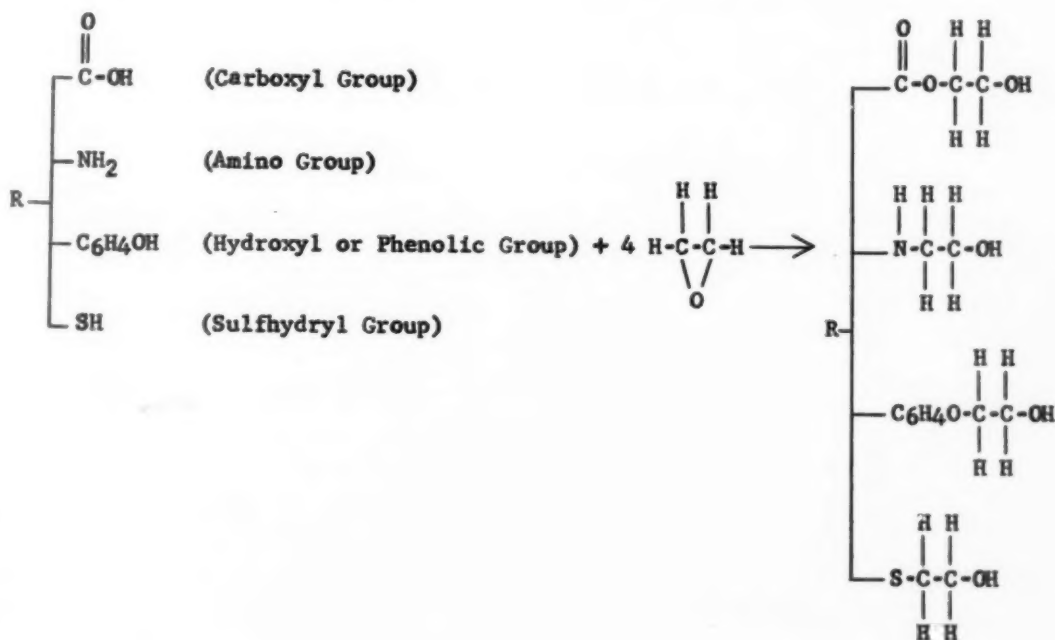 O
C-OH (Carboxyl Group)
NH₂ (Amino Group)
R
C₆H₄OH (Hydroxyl or Phenolic Group) + 4
SH (Sulfhydryl Group)
H H
H-C-C-H
O
R
O H H
C-O-C-C-OH
H H
H H H
N-C-C-OH
H H
H H
C₆H₄O-C-C-OH
H H
H H
S-C-C-OH
H H